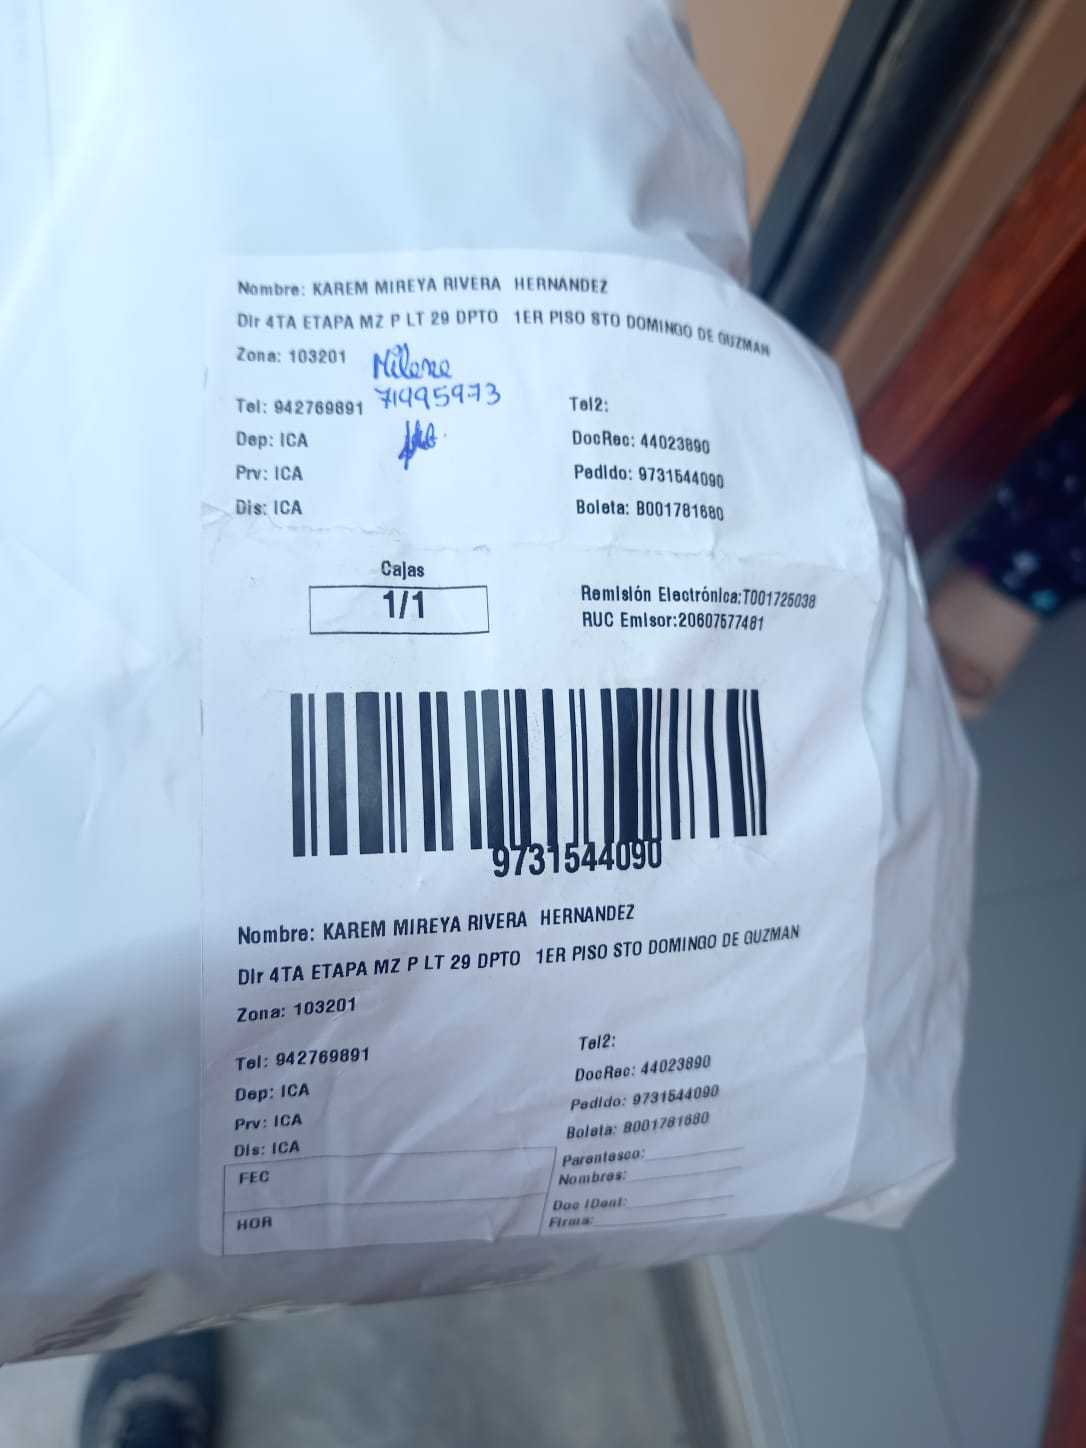 Nombre: KAREM MIREYA RIVERA HERNANDEZ
Dir 4TA ETAPA MZ P LT 29 DPTO 1ER PISO STO DOMINGO DE GUZMAN
Zona: 103201
Milene
Tel: 942769891
71995973
Tel2:
Dep: ICA
DocRec: 44023890
Prv: ICA
Pedido: 9731544090
Dis: ICA
Boleta: B001781680
Cajas
1/1
Remisión Electrónica:T001725038
RUC Emisor:20607577481
9731544090
Nombre: KAREM MIREYA RIVERA HERNANDEZ
Dir 4TA ETAPA MZ P LT 29 DPTO 1ER PISO STO DOMINGO DE GUZMAN
Zona: 103201
Tel: 942769891
Tel2:
Dep: ICA
DocRec: 44023890
Prv: ICA
Pedido: 9731544090
Dis: ICA
Boleta: B001781680
FEC
Parentesco:
Nombres:
HOR
Doc IDent:
Firma: